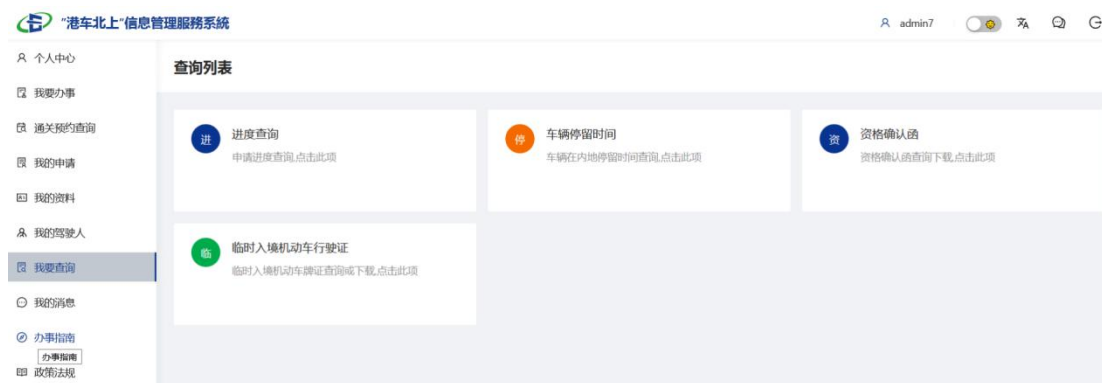 “港车北上”信息管理服務系統
admin7
个人中心
我要办事
通关预约查询
我的申请
我的资料
我的驾驶人
我要查询
我的消息
办事指南
办事指南
政策法规
查询列表
进
进度查询
申请进度查询,点击此项
停
车辆停留时间
车辆在内地停留时间查询,点击此项
资
资格确认函
资格确认函查询下载,点击此项
临
临时入境机动车行驶证
临时入境机动车牌证查询或下载,点击此项